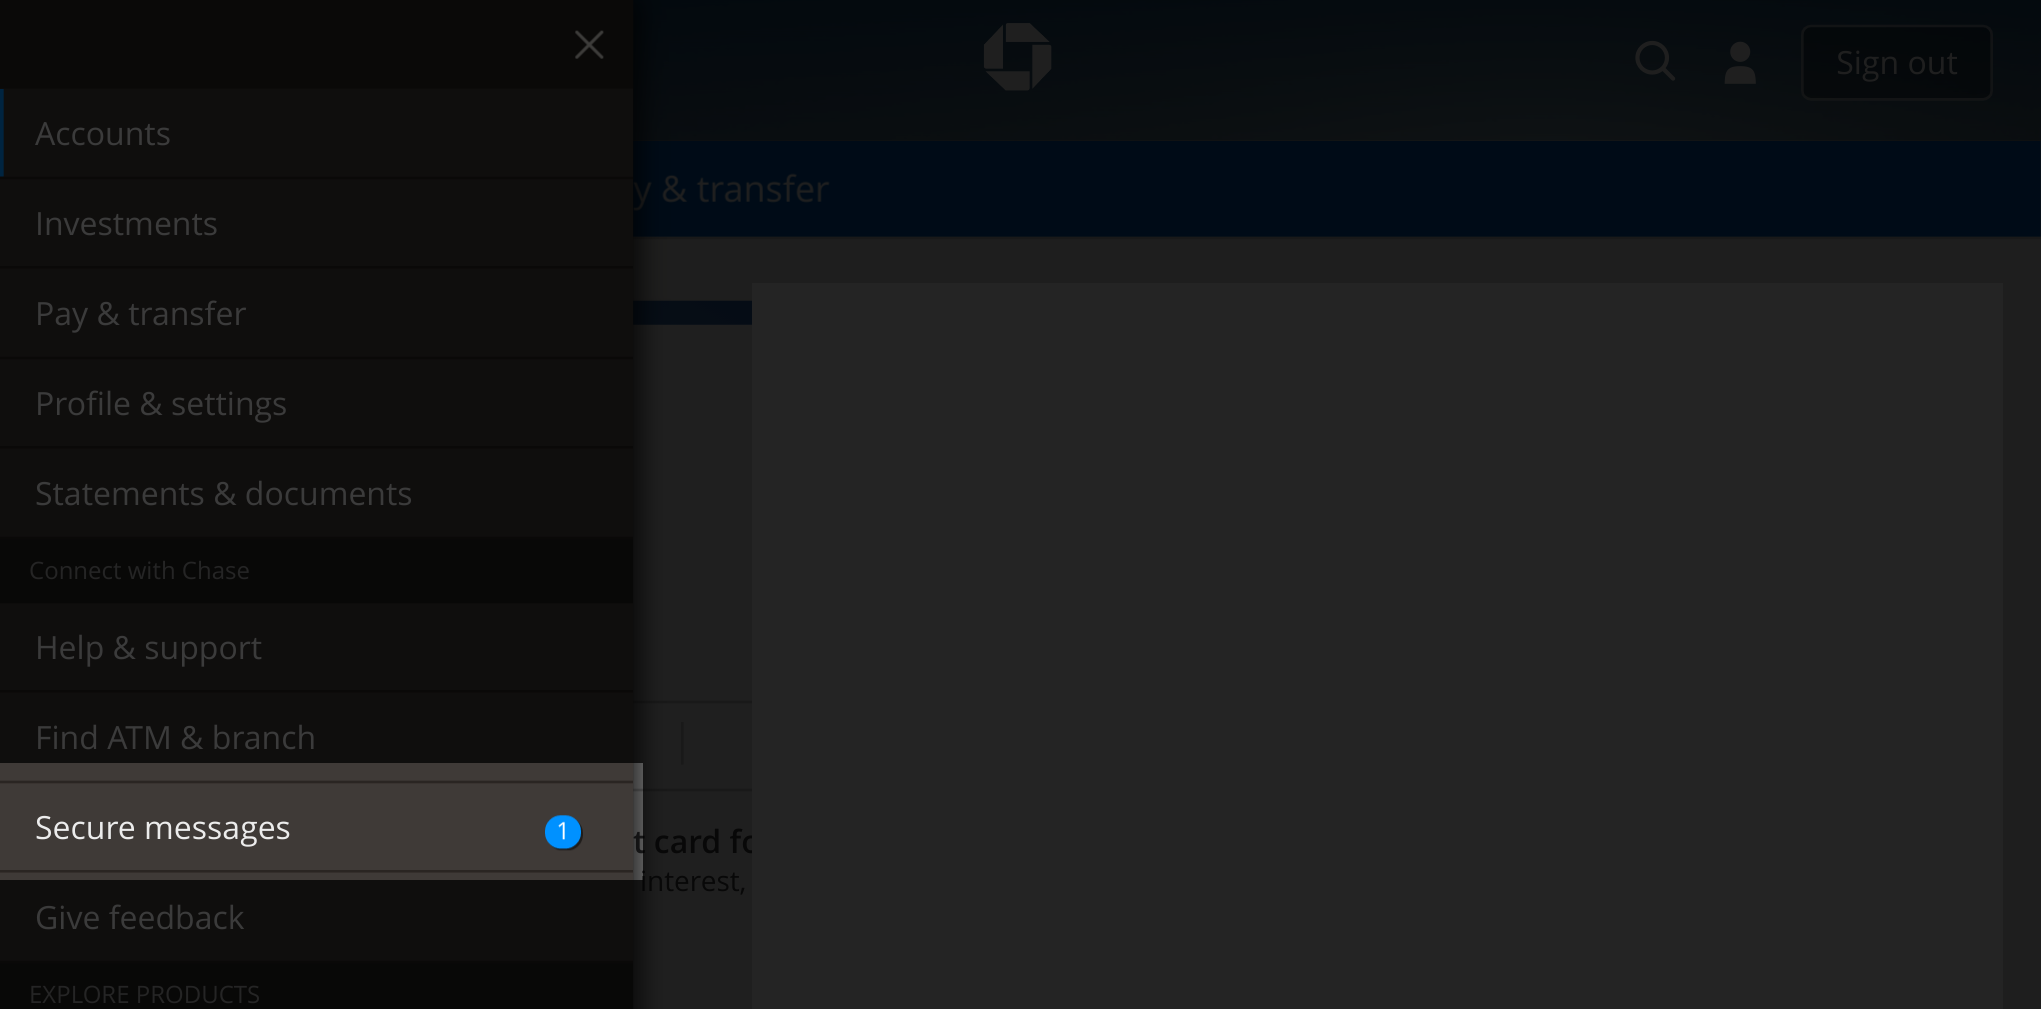 Sign out
Accounts
y & transfer
Investments
Pay & transfer
Profile & settings
Statements & documents
Connect with Chase
Help & support
Find ATM & branch
Secure messages 1
t card fo
interest,
Give feedback
EXPLORE PRODUCTS